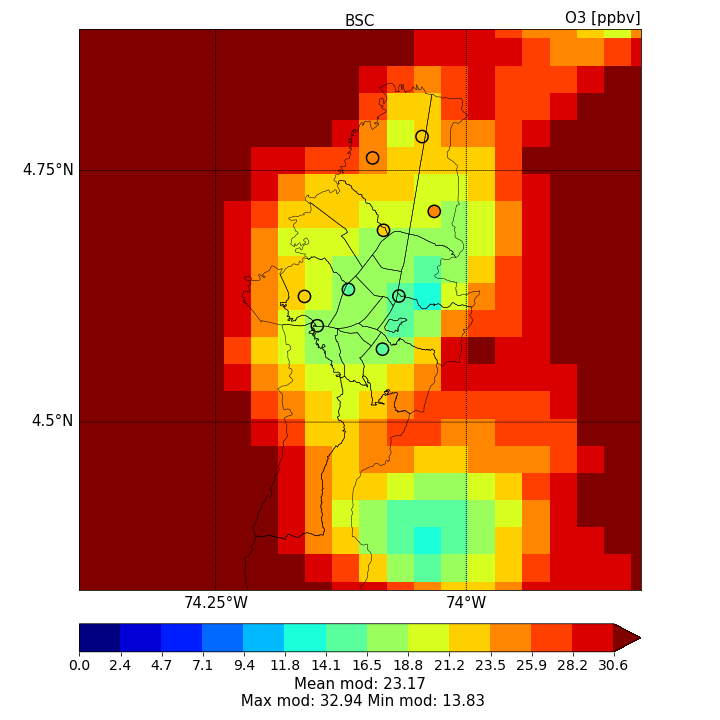 BSC
O3 [ppbv]
4.75°N
4.5°N
74.25°W 74°W
0.0 2.4 4.7 7.1 9.4 11.8 14.1 16.5 18.8 21.2 23.5 25.9 28.2 30.6
Mean mod: 23.17
Max mod: 32.94 Min mod: 13.83